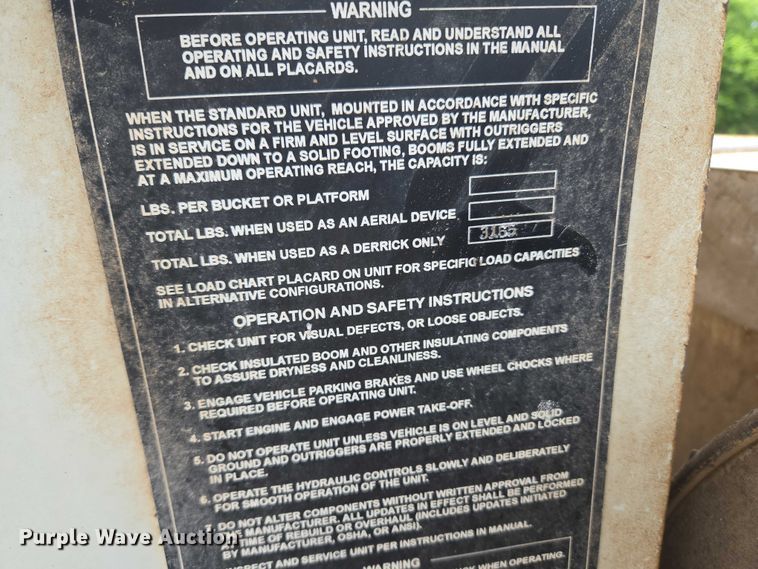 WARNING
BEFORE OPERATING UNIT, READ AND UNDERSTAND ALL
OPERATING AND SAFETY INSTRUCTIONS IN THE MANUAL
AND ON ALL PLACARDS.
WHEN THE STANDARD UNIT, MOUNTED IN ACCORDANCE WITH SPECIFIC
INSTRUCTIONS FOR THE VEHICLE APPROVED BY THE MANUFACTURER,
IS IN SERVICE ON A FIRM AND LEVEL SURFACE WITH OUTRIGGERS
EXTENDED DOWN TO A SOLID FOOTING, BOOMS FULLY EXTENDED AND
AT A MAXIMUM OPERATING REACH, THE CAPACITY IS:
LBS. PER BUCKET OR PLATFORM
TOTAL LBS. WHEN USED AS AN AERIAL DEVICE
TOTAL LBS. WHEN USED AS A DERRICK ONLY
SEE LOAD CHART PLACARD ON UNIT FOR SPECIFIC LOAD CAPACITIES
IN ALTERNATIVE CONFIGURATIONS.
OPERATION AND SAFETY INSTRUCTIONS
1. CHECK UNIT FOR VISUAL DEFECTS, OR LOOSE OBJECTS.
2. CHECK INSULATED BOOM AND OTHER INSULATING COMPONENTS
TO ASSURE DRYNESS AND CLEANLINESS.
3. ENGAGE VEHICLE PARKING BRAKES AND USE WHEEL CHOCKS WHERE
REQUIRED BEFORE OPERATING UNIT.
4. START ENGINE AND ENGAGE POWER TAKE-OFF.
5. DO NOT OPERATE UNIT UNLESS VEHICLE IS ON LEVEL AND SOLID
GROUND AND OUTRIGGERS ARE PROPERLY EXTENDED AND LOCKED
IN PLACE.
6. OPERATE THE HYDRAULIC CONTROLS SLOWLY AND DELIBERATELY
FOR SMOOTH OPERATION OF THE UNIT.
DO NOT ALTER COMPONENTS WITHOUT WRITTEN APPROVAL FROM
MANUFACTURER. ALL UPDATES IN EFFECT SHALL BE PERFORMED
TIME OF REBUILD OR OVERHAUL (INCLUDES UPDATES INITIATED
BY MANUFACTURER, OSHA, OR ANSI).
AND SERVICE UNIT PER INSTRUCTIONS IN MANUAL.
WARNING
WHEN OPERATING.
Purple Wave Auction